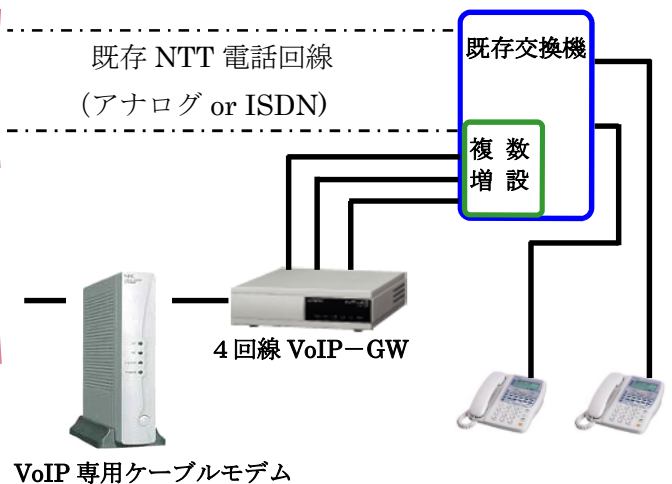 既存 NTT 電話回線
（アナログ or ISDN)
既存交換機
複 数
増 設
４回線 VoIP－GW
VoIP 専用ケーブルモデム